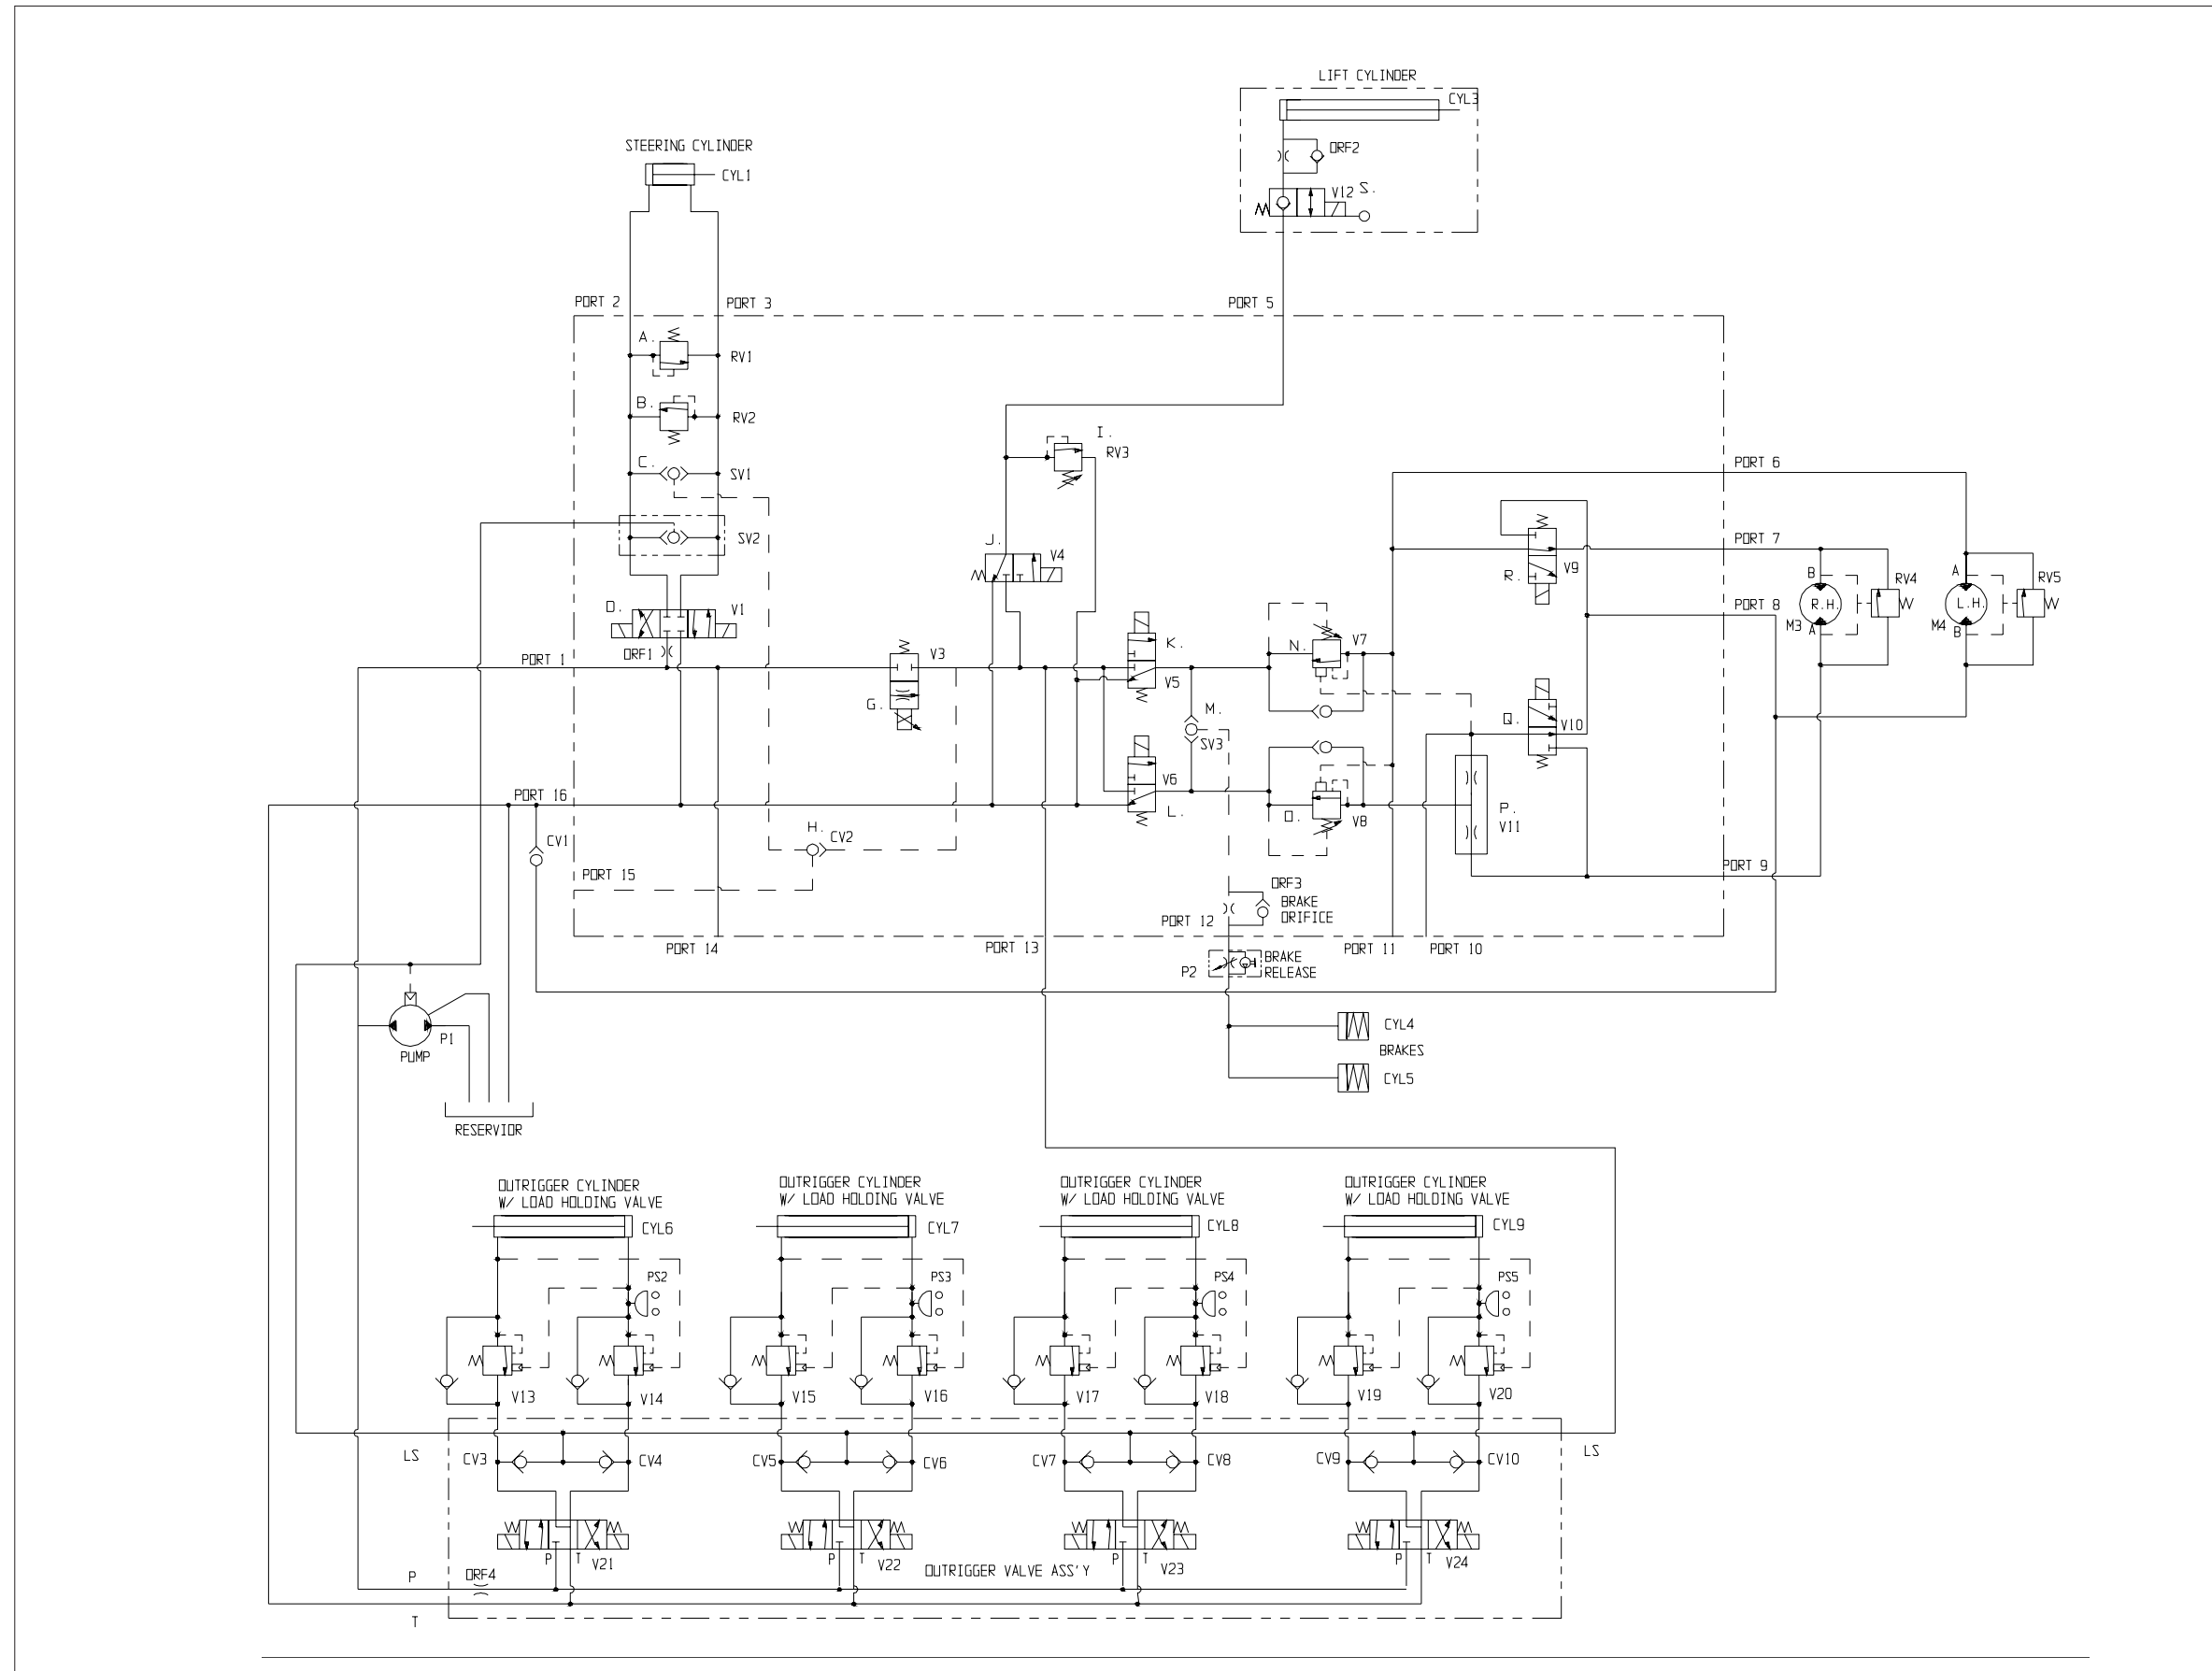 LIFT CYLINDER
CYL3
STEERING CYLINDER
ORF2
CYL1
V12 S.
PORT 2
PORT 3
PORT 5
A.
RV1
B.
RV2
I.
RV3
C.
SV1
PORT 6
SV2
PORT 7
J.
V4
V9
R.
B
R.H.
M3
A
RV4
A
L.H.
M4
B
RV5
PORT 8
D.
V1
ORF1
PORT 1
V3
G.
K.
V5
N.
V7
M.
SV3
Q.
V10
PORT 16
V6
L.
O.
V8
P.
V11
CV1
H.
CV2
PORT 9
PORT 15
ORF3
BRAKE
ORIFICE
PORT 12
PORT 14
PORT 13
PORT 11
PORT 10
P2
BRAKE
RELEASE
P1
PUMP
CYL4
BRAKES
CYL5
RESERVIOR
OUTRIGGER CYLINDER
W/ LOAD HOLDING VALVE
OUTRIGGER CYLINDER
W/ LOAD HOLDING VALVE
OUTRIGGER CYLINDER
W/ LOAD HOLDING VALVE
OUTRIGGER CYLINDER
W/ LOAD HOLDING VALVE
CYL6
CYL7
CYL8
CYL9
PS2
PS3
PS4
PS5
V13
V14
V15
V16
V17
V18
V19
V20
LS
CV3
CV4
CV5
CV6
CV7
CV8
CV9
CV10
LS
P
T
V21
P
T
V22
P
T
V23
P
T
V24
OUTRIGGER VALVE ASS'Y
P
ORF4
T